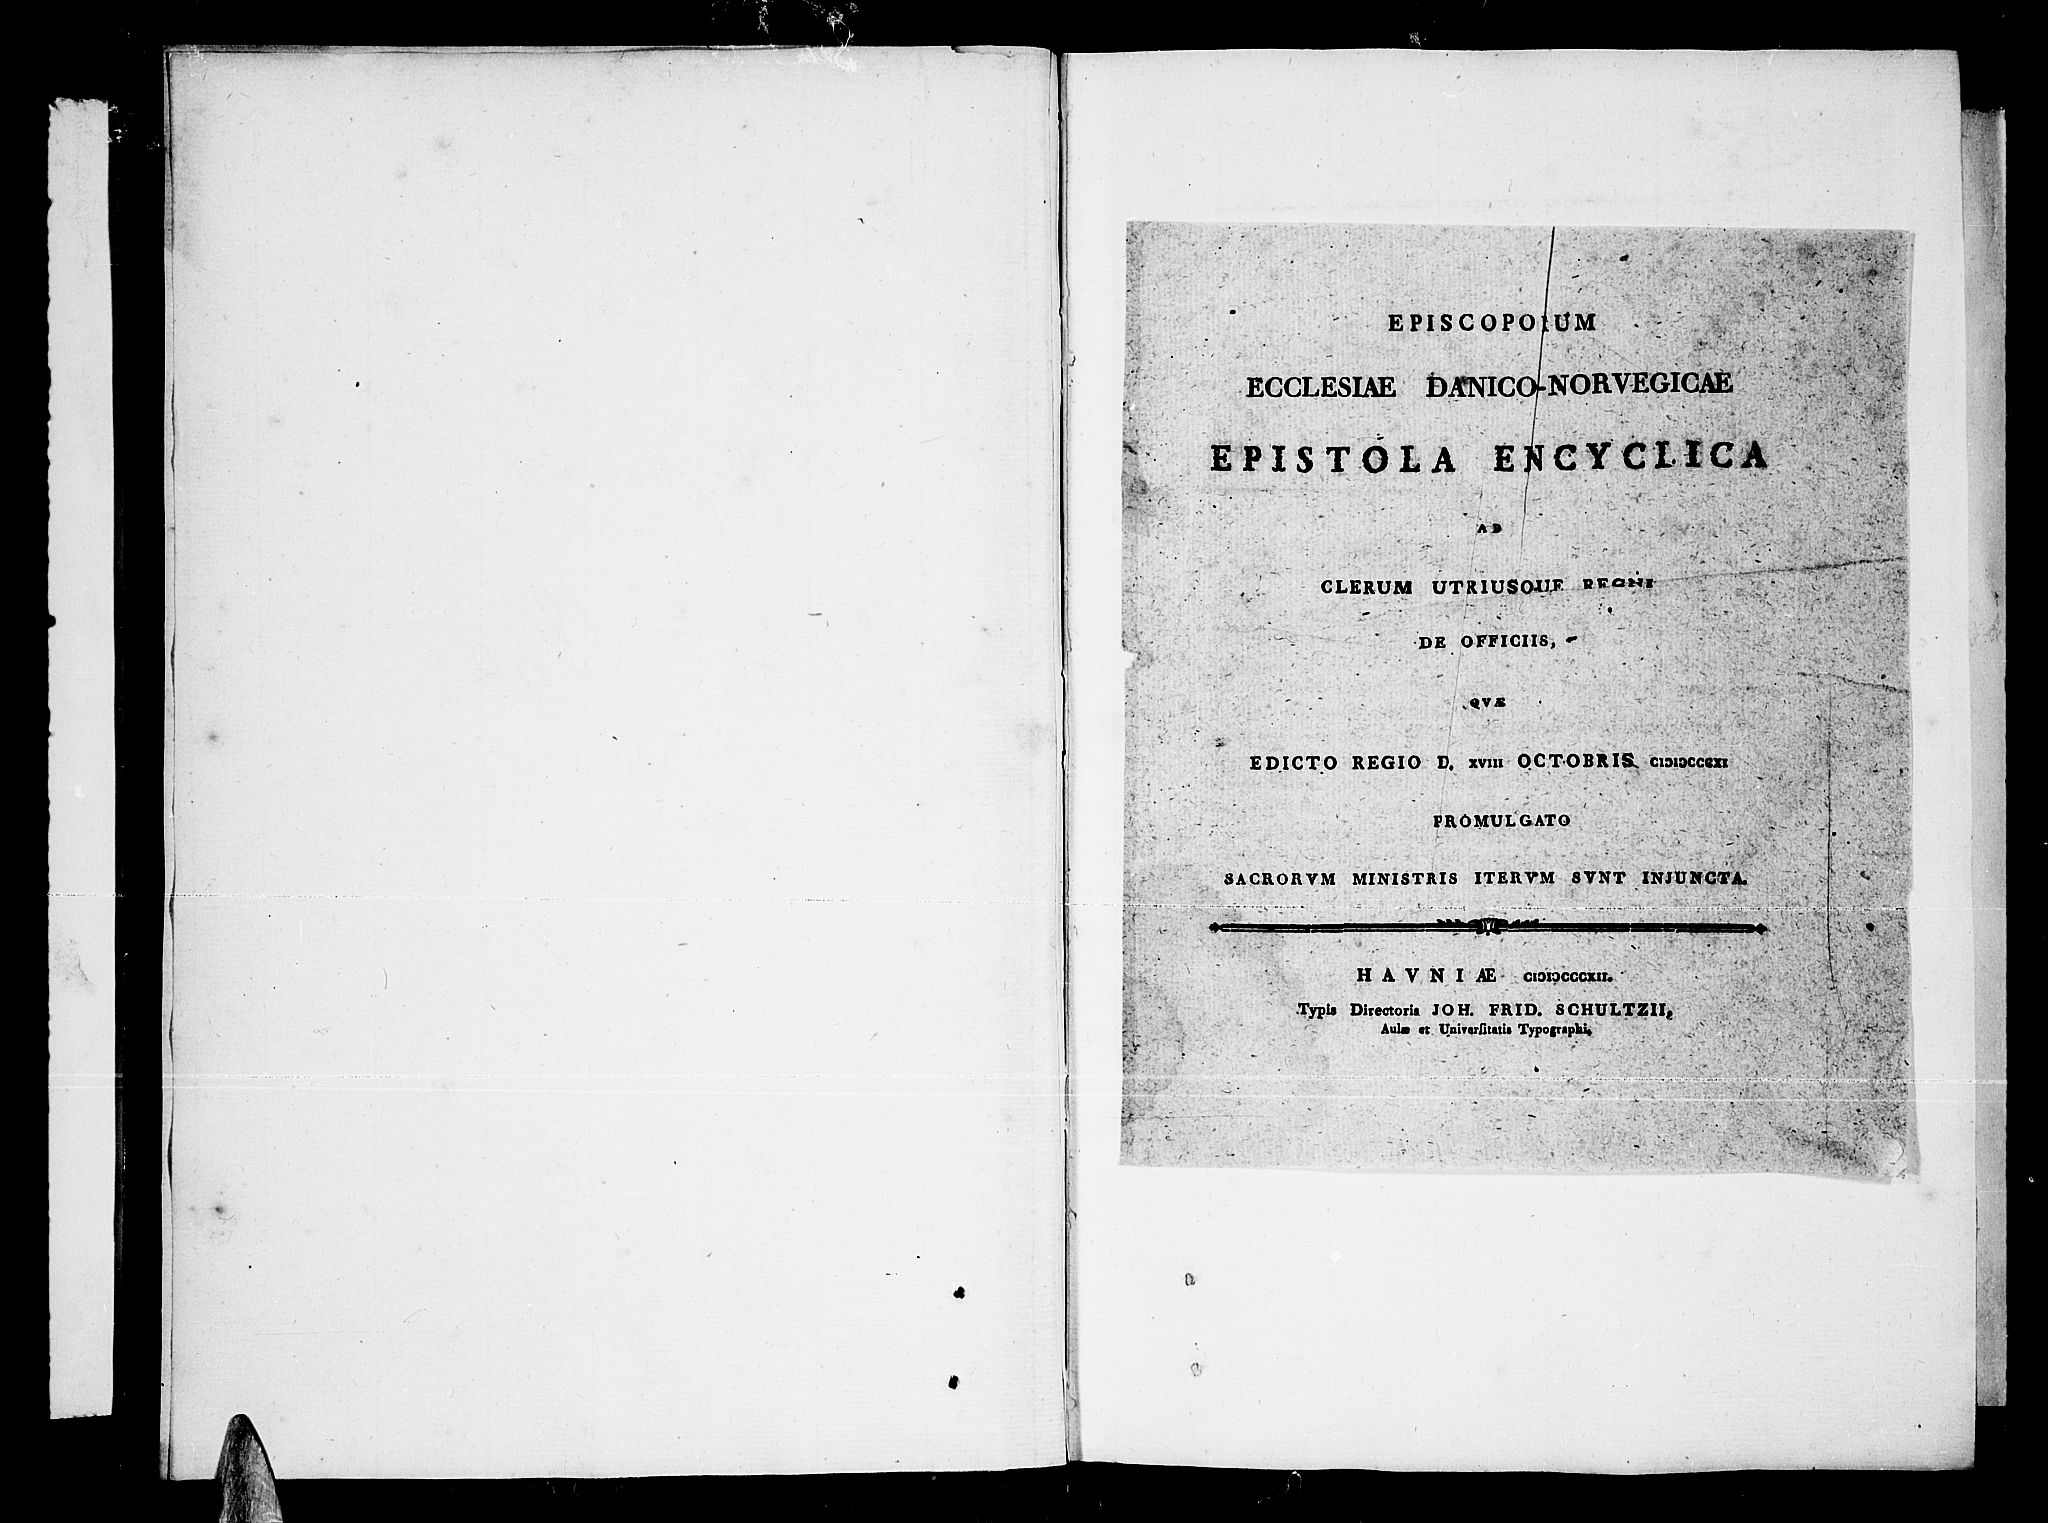 EPISCOPORUM
ECCLESIAE DANICO-NORVEGICAE
EPISTOLA ENCYCLICA
AD
CLERUM UTRIUSQUE REGNI
DE OFFICIIS,
QVÆ
EDICTO REGIO D. XVIII OCTOBRIS CIƆIƆCCCXI
PROMULGATO
SACRORVM MINISTRIS ITERVM SVNT INJUNCTA.
HAVNIÆ CIƆIƆCCCXII.
Typis Directoris JOH. FRID. SCHULTZII,
Aulæ et Univerſitatis Typographi.